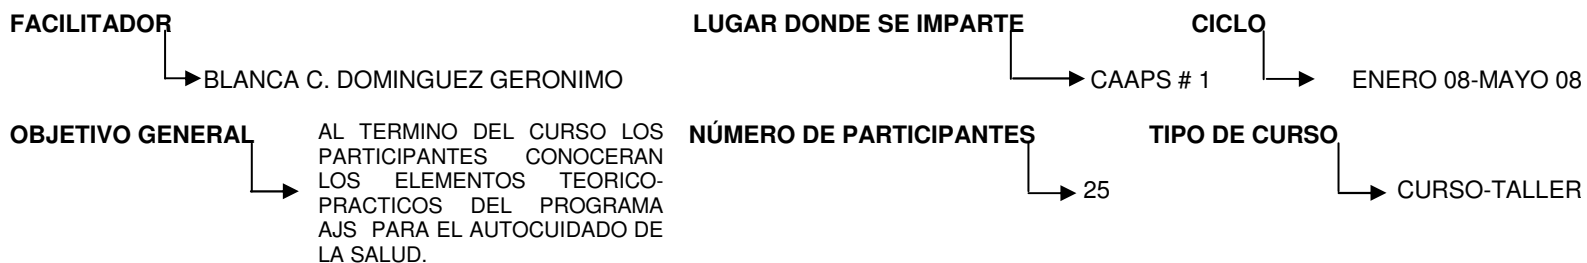 FACILITADOR
BLANCA C. DOMINGUEZ GERONIMO
LUGAR DONDE SE IMPARTE
CAAPS # 1
CICLO
ENERO 08-MAYO 08
OBJETIVO GENERAL
AL TERMINO DEL CURSO LOS
PARTICIPANTES CONOCERAN
LOS ELEMENTOS TEORICO-
PRACTICOS DEL PROGRAMA
AJS PARA EL AUTOCUIDADO DE
LA SALUD.
NÚMERO DE PARTICIPANTES
25
TIPO DE CURSO
CURSO-TALLER